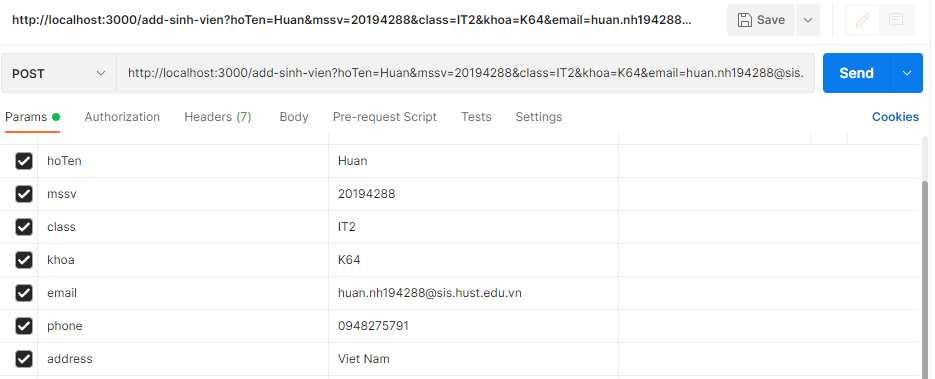 http://localhost:3000/add-sinh-vien?hoTen=Huan&mssv=20194288&class=IT2&khoa=K64&email=huan.nh194288... Save
POST http://localhost:3000/add-sinh-vien?hoTen=Huan&mssv=20194288&class=IT2&khoa=K64&email=huan.nh194288@sis. Send
Params Authorization Headers (7) Body Pre-request Script Tests Settings Cookies
hoTen Huan
mssv 20194288
class IT2
khoa K64
email huan.nh194288@sis.hust.edu.vn
phone 0948275791
address Viet Nam